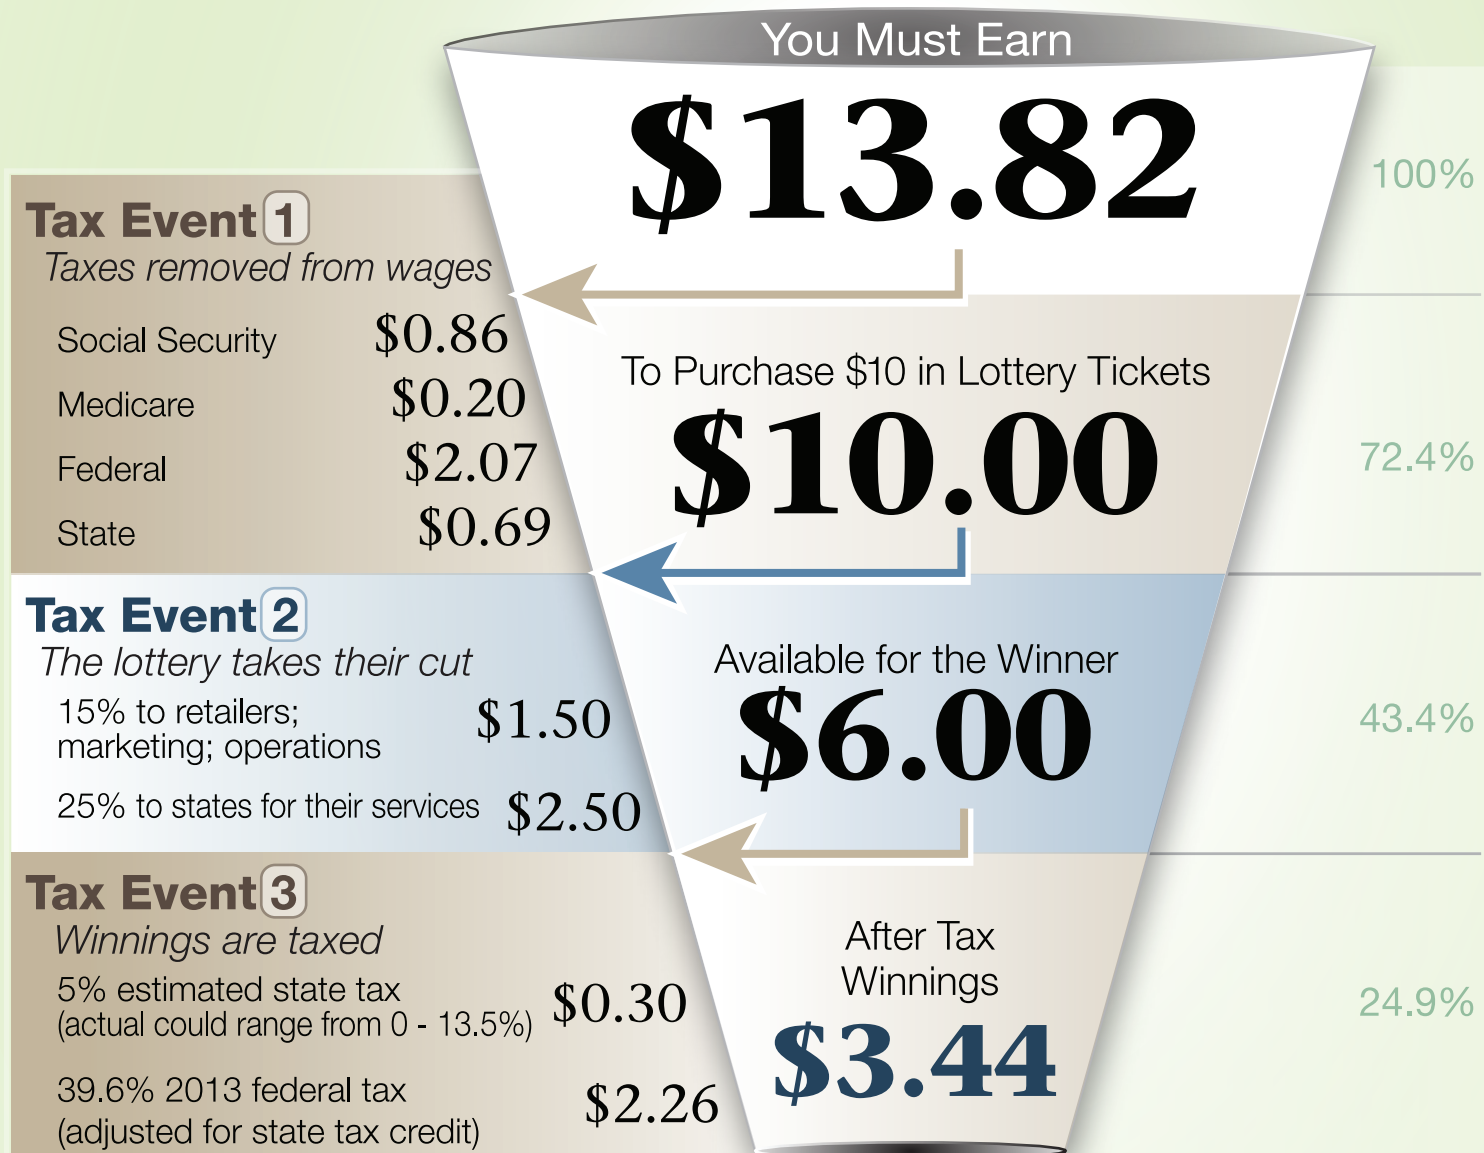 You Must Earn
$13.82
100%
Tax Event 1
Taxes removed from wages
Social Security $0.86
Medicare $0.20
Federal $2.07
State $0.69
To Purchase $10 in Lottery Tickets
$10.00
72.4%
Tax Event 2
The lottery takes their cut
15% to retailers;
marketing; operations
$1.50
25% to states for their services $2.50
Available for the Winner
$6.00
43.4%
Tax Event 3
Winnings are taxed
5% estimated state tax
(actual could range from 0 - 13.5%)
$0.30
39.6% 2013 federal tax
(adjusted for state tax credit)
$2.26
After Tax
Winnings
$3.44
24.9%